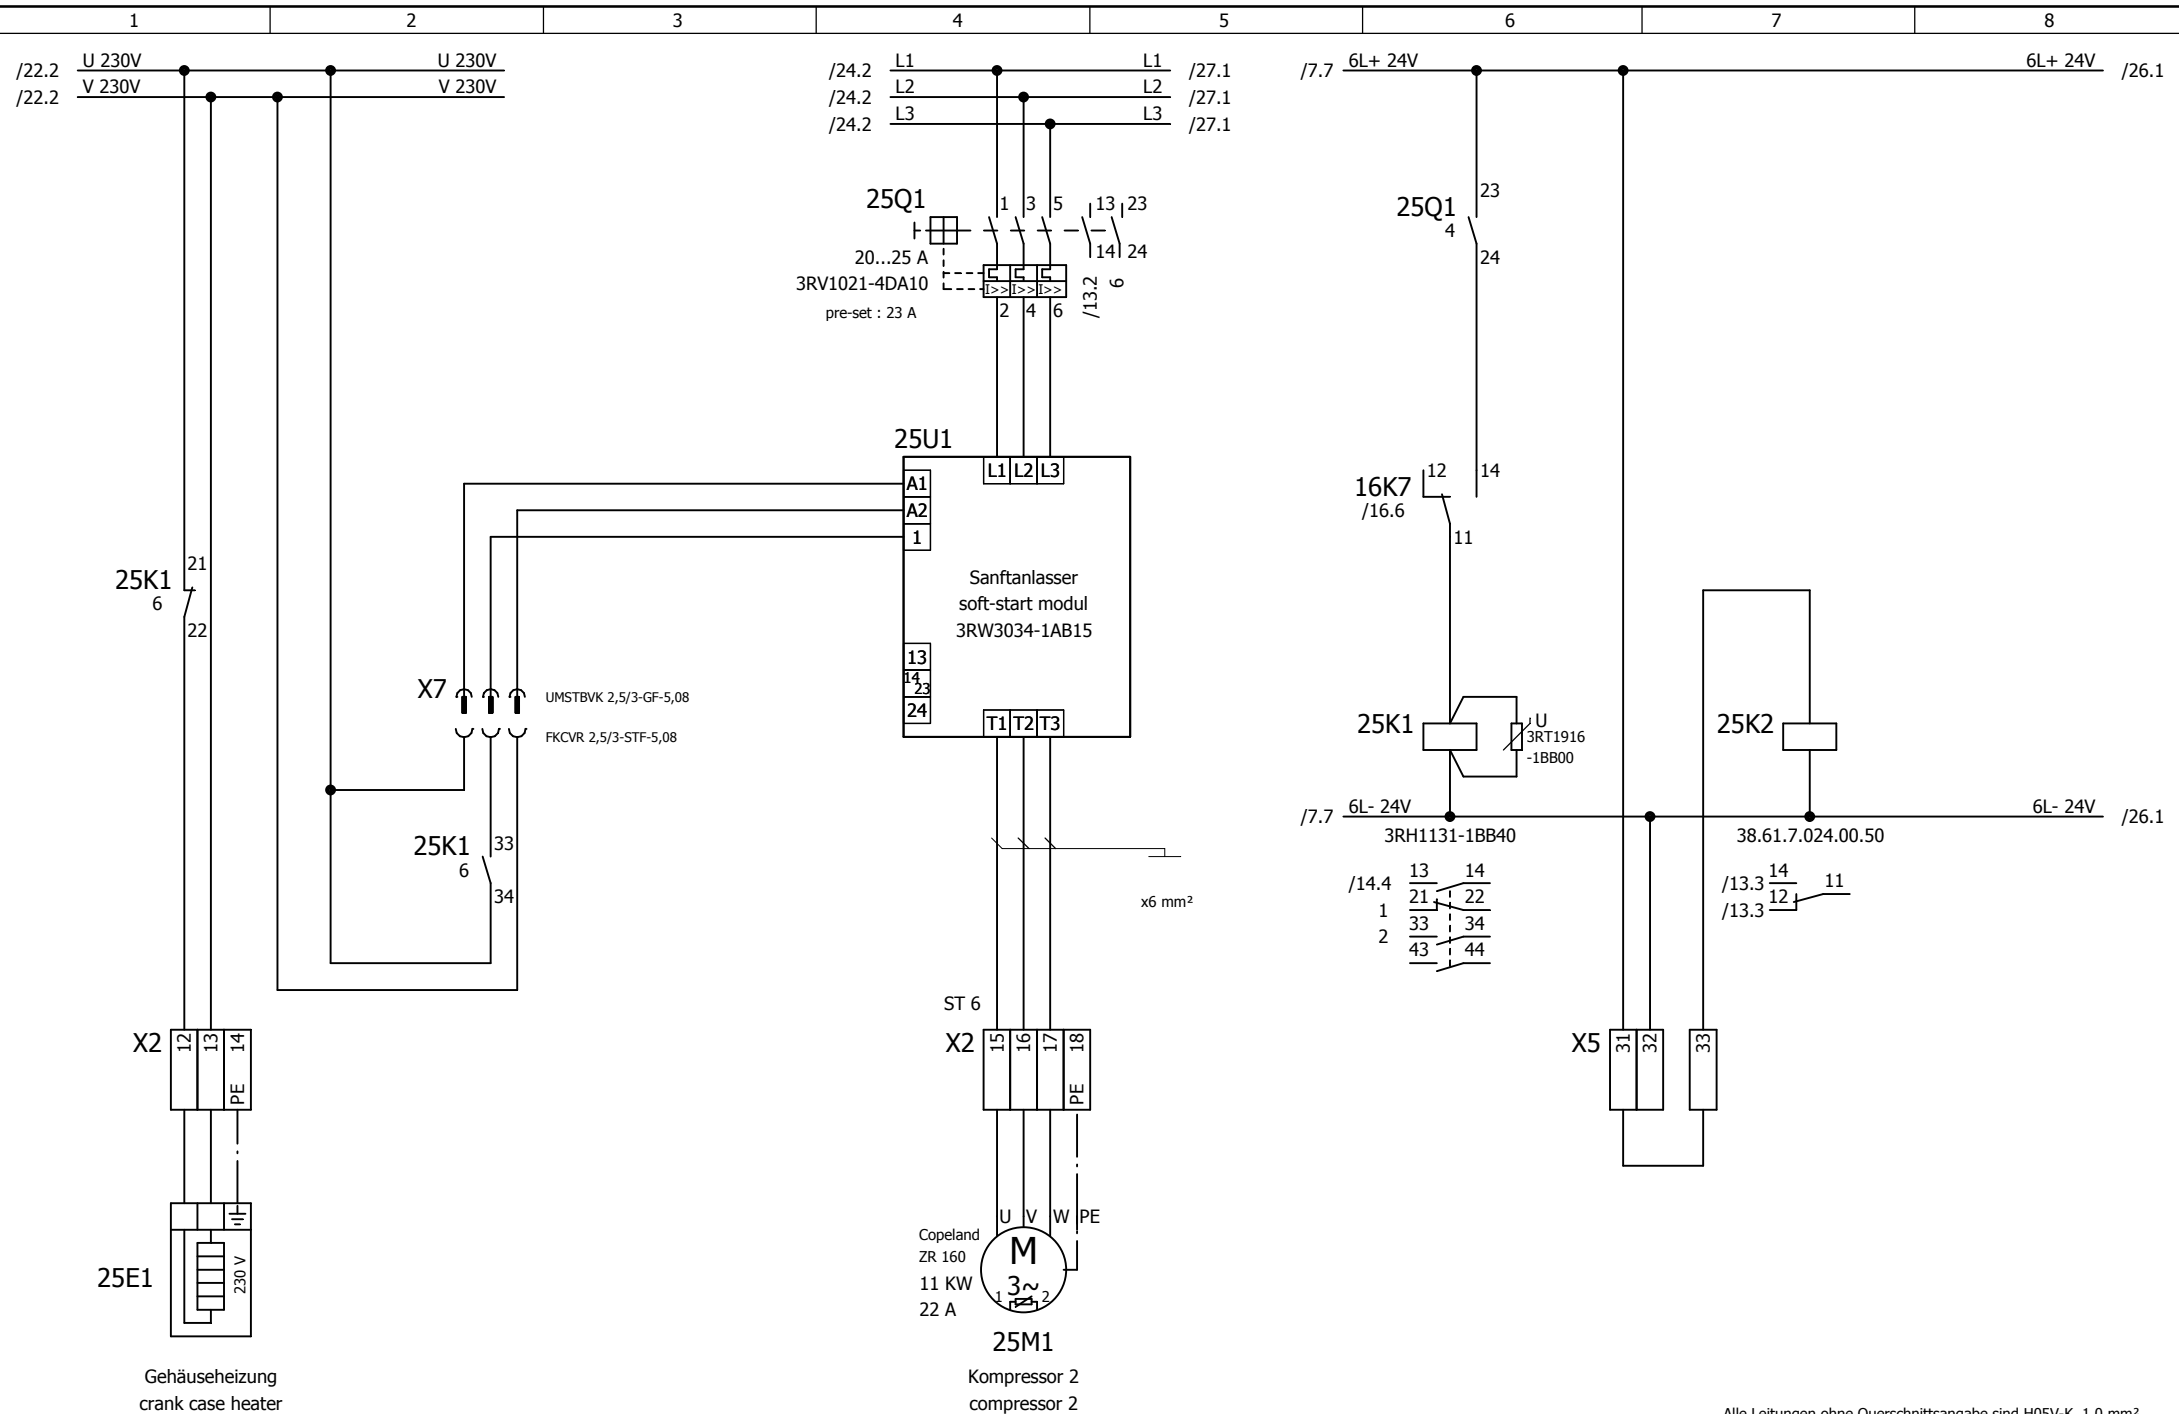 1 2 3 4 5 6 7 8
/22.2 U 230V U 230V
/22.2 V 230V V 230V
/24.2 L1 L1 /27.1
/24.2 L2 L2 /27.1
/24.2 L3 L3 /27.1
/7.7 6L+ 24V 6L+ 24V /26.1
25Q1
1 3 5 13 23
14 24
20...25 A
3RV1021-4DA10
I>> I>> I>>
pre-set : 23 A
2 4 6
/13.2
6
25Q1
4
23
24
25U1
L1 L2 L3
A1
A2
1
Sanftanlasser
soft-start modul
3RW3034-1AB15
13
14
23
24
T1 T2 T3
16K7
/16.6
12 14
11
25K1
6
21
22
X7
UMSTBVK 2,5/3-GF-5,08
FKCVR 2,5/3-STF-5,08
25K1
6
33
34
25K1
U
3RT1916
-1BB00
25K2
/7.7 6L- 24V 6L- 24V /26.1
3RH1131-1BB40
38.61.7.024.00.50
/14.4 13 14
1 21 22
2 33 34
43 44
/13.3 14 11
/13.3 12
x6 mm²
ST 6
X2 12 13 14
PE
X2 15 16 17 18
PE
X5 31 32 33
25E1
230 V
U V W PE
Copeland
ZR 160
11 KW
22 A
M
3~
1 2
25M1
Gehäuseheizung
crank case heater
Kompressor 2
compressor 2
Alle Leitungen ohne Querschnittsangabe sind H05V-K 1,0 mm²